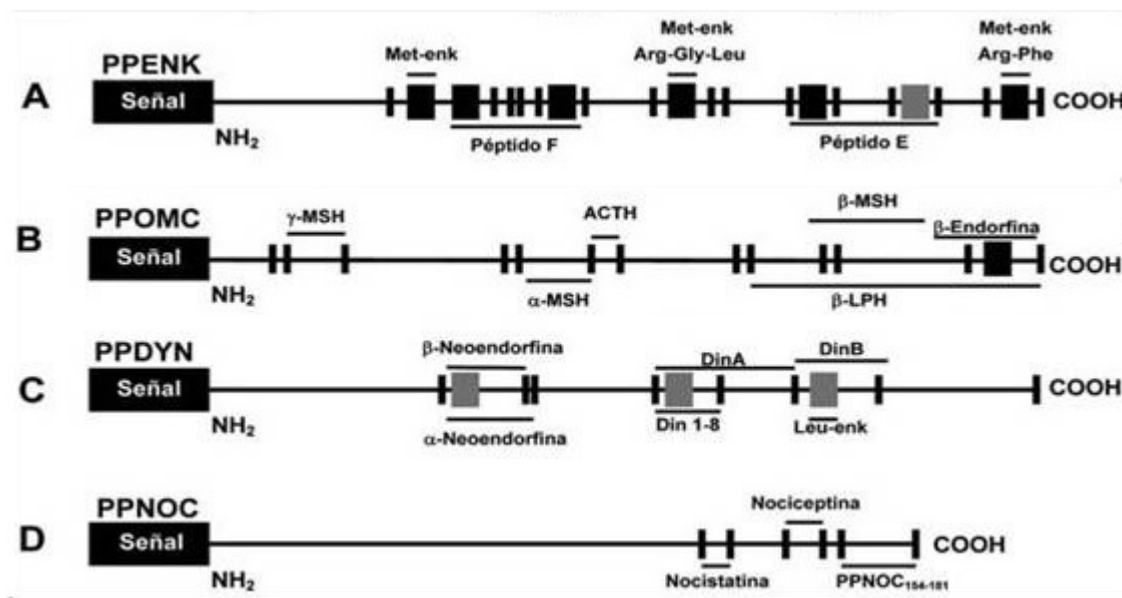 PPENK
Met-enk
Met-enk
Arg-Gly-Leu
Met-enk
Arg-Phe
A
Señal
COOH
NH2
Péptido F
Péptido E
PPOMC
γ-MSH
ACTH
β-MSH
β-Endorfina
B
Señal
COOH
NH2
α-MSH
β-LPH
PPDYN
β-Neoendorfina
DinA
DinB
C
Señal
COOH
NH2
α-Neoendorfina
Din 1-8
Leu-enk
PPNOC
Nociceptina
D
Señal
COOH
NH2
Nocistatina
PPNOC154-181